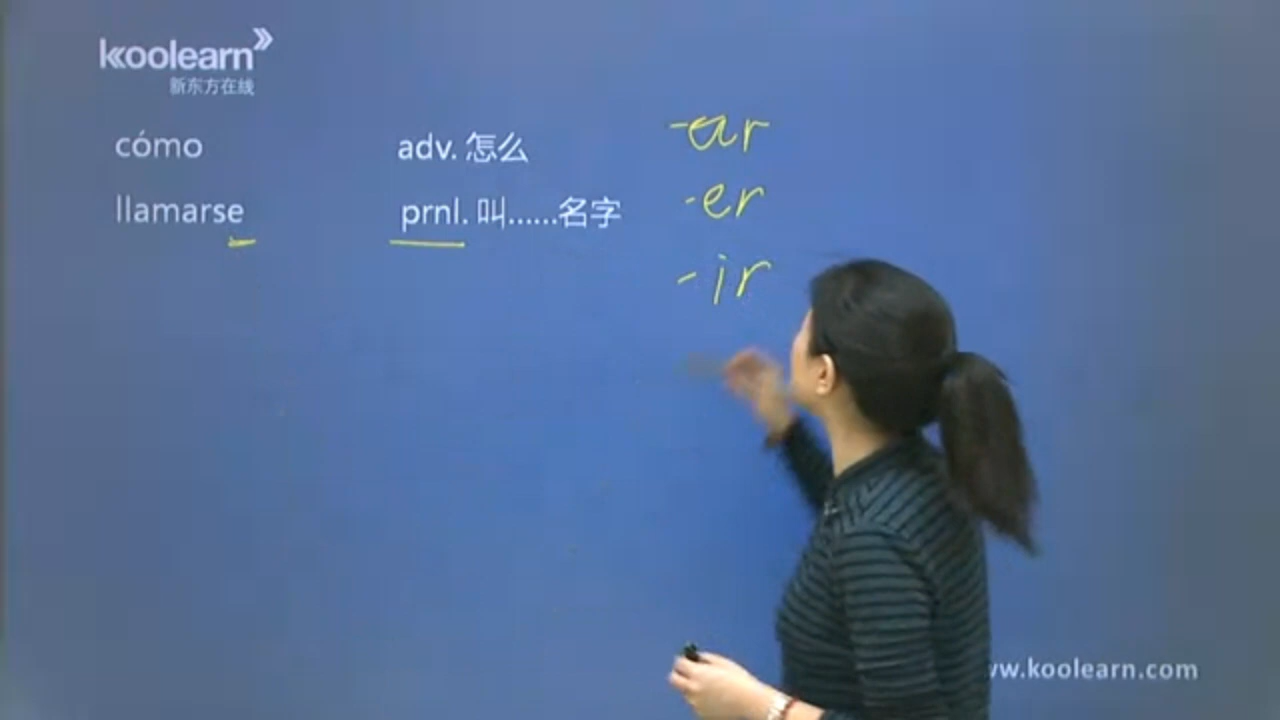 koolearn
新东方在线
cómo adv. 怎么
llamarse prnl. 叫……名字
-ar
-er
-ir
www.koolearn.com